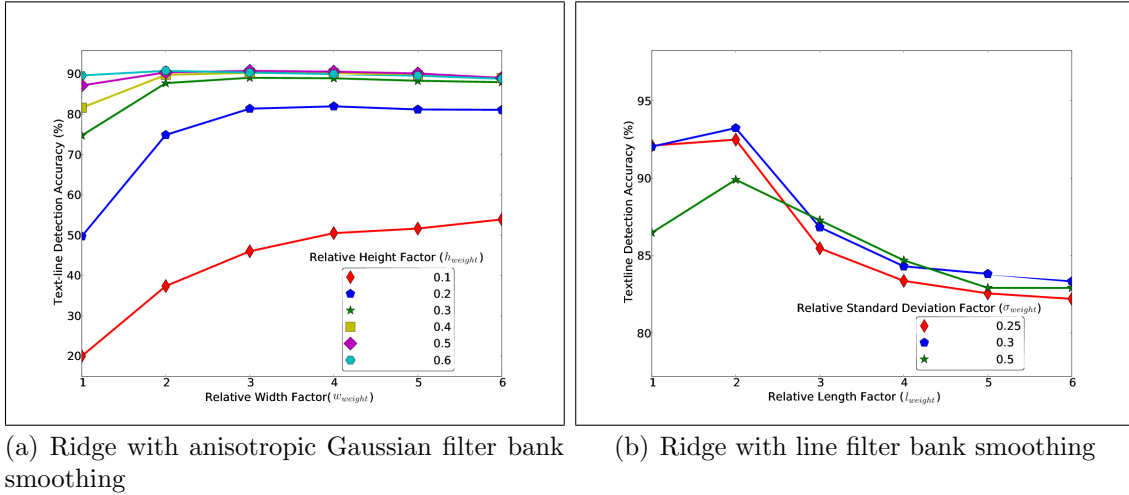 90
80
70
60
50
40
30
20
1 2 3 4 5 6
Text-line Detection Accuracy (%)
Relative Width Factor(w_weight)
Relative Height Factor (h_weight)
0.1
0.2
0.3
0.4
0.5
0.6
(a) Ridge with anisotropic Gaussian filter bank
smoothing
95
90
85
80
1 2 3 4 5 6
Textline Detection Accuracy (%)
Relative Length Factor (l_weight)
Relative Standard Deviation Factor (σ_weight)
0.25
0.3
0.5
(b) Ridge with line filter bank smoothing